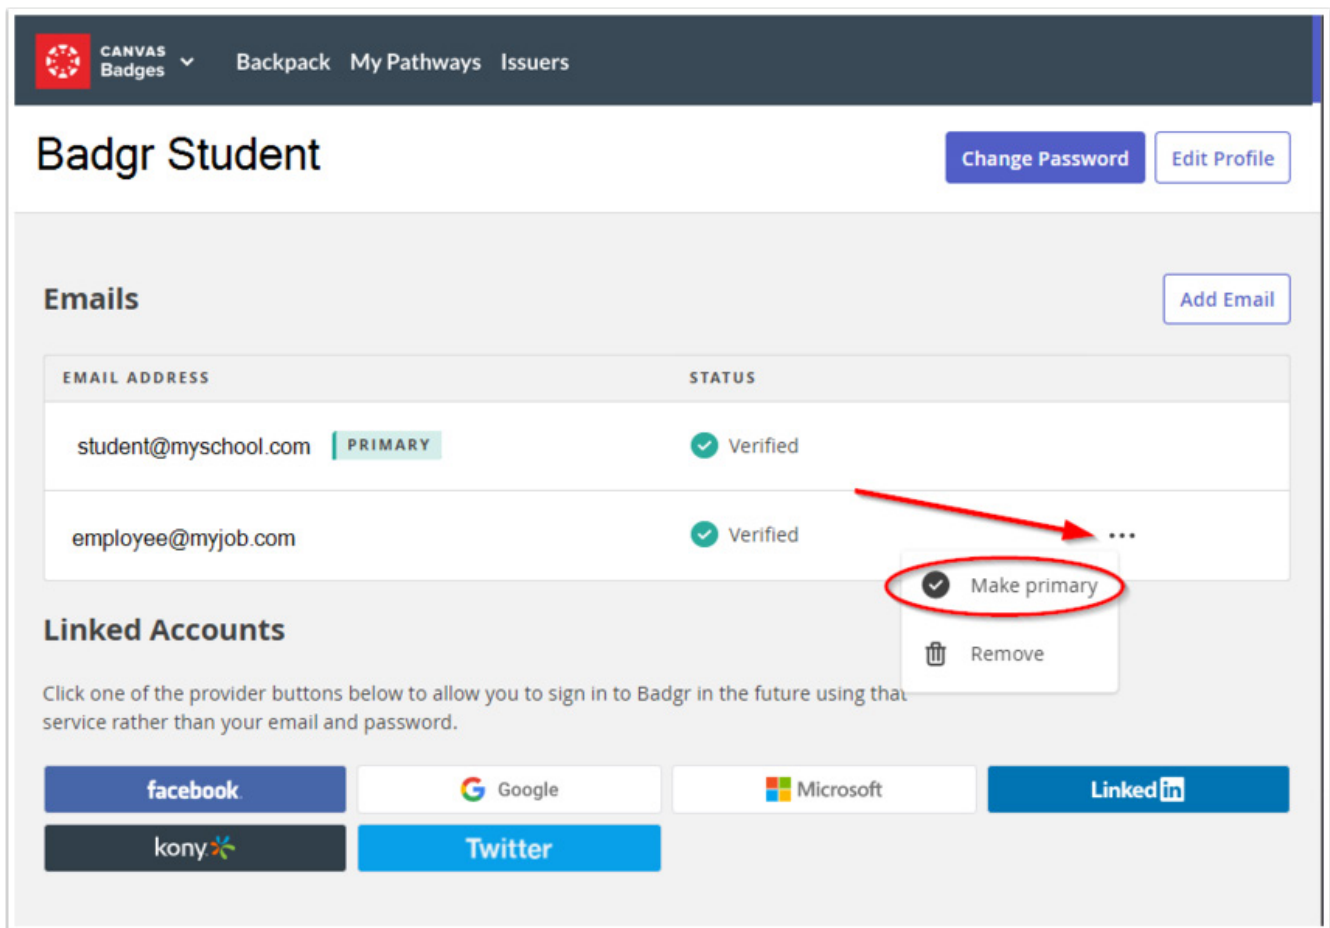 CANVAS
Badges
Backpack My Pathways Issuers
Badgr Student
Change Password
Edit Profile
Emails
Add Email
EMAIL ADDRESS STATUS
student@myschool.com PRIMARY Verified
employee@myjob.com Verified
Make primary
Remove
Linked Accounts
Click one of the provider buttons below to allow you to sign in to Badgr in the future using that
service rather than your email and password.
facebook. Google Microsoft Linked in
kony Twitter